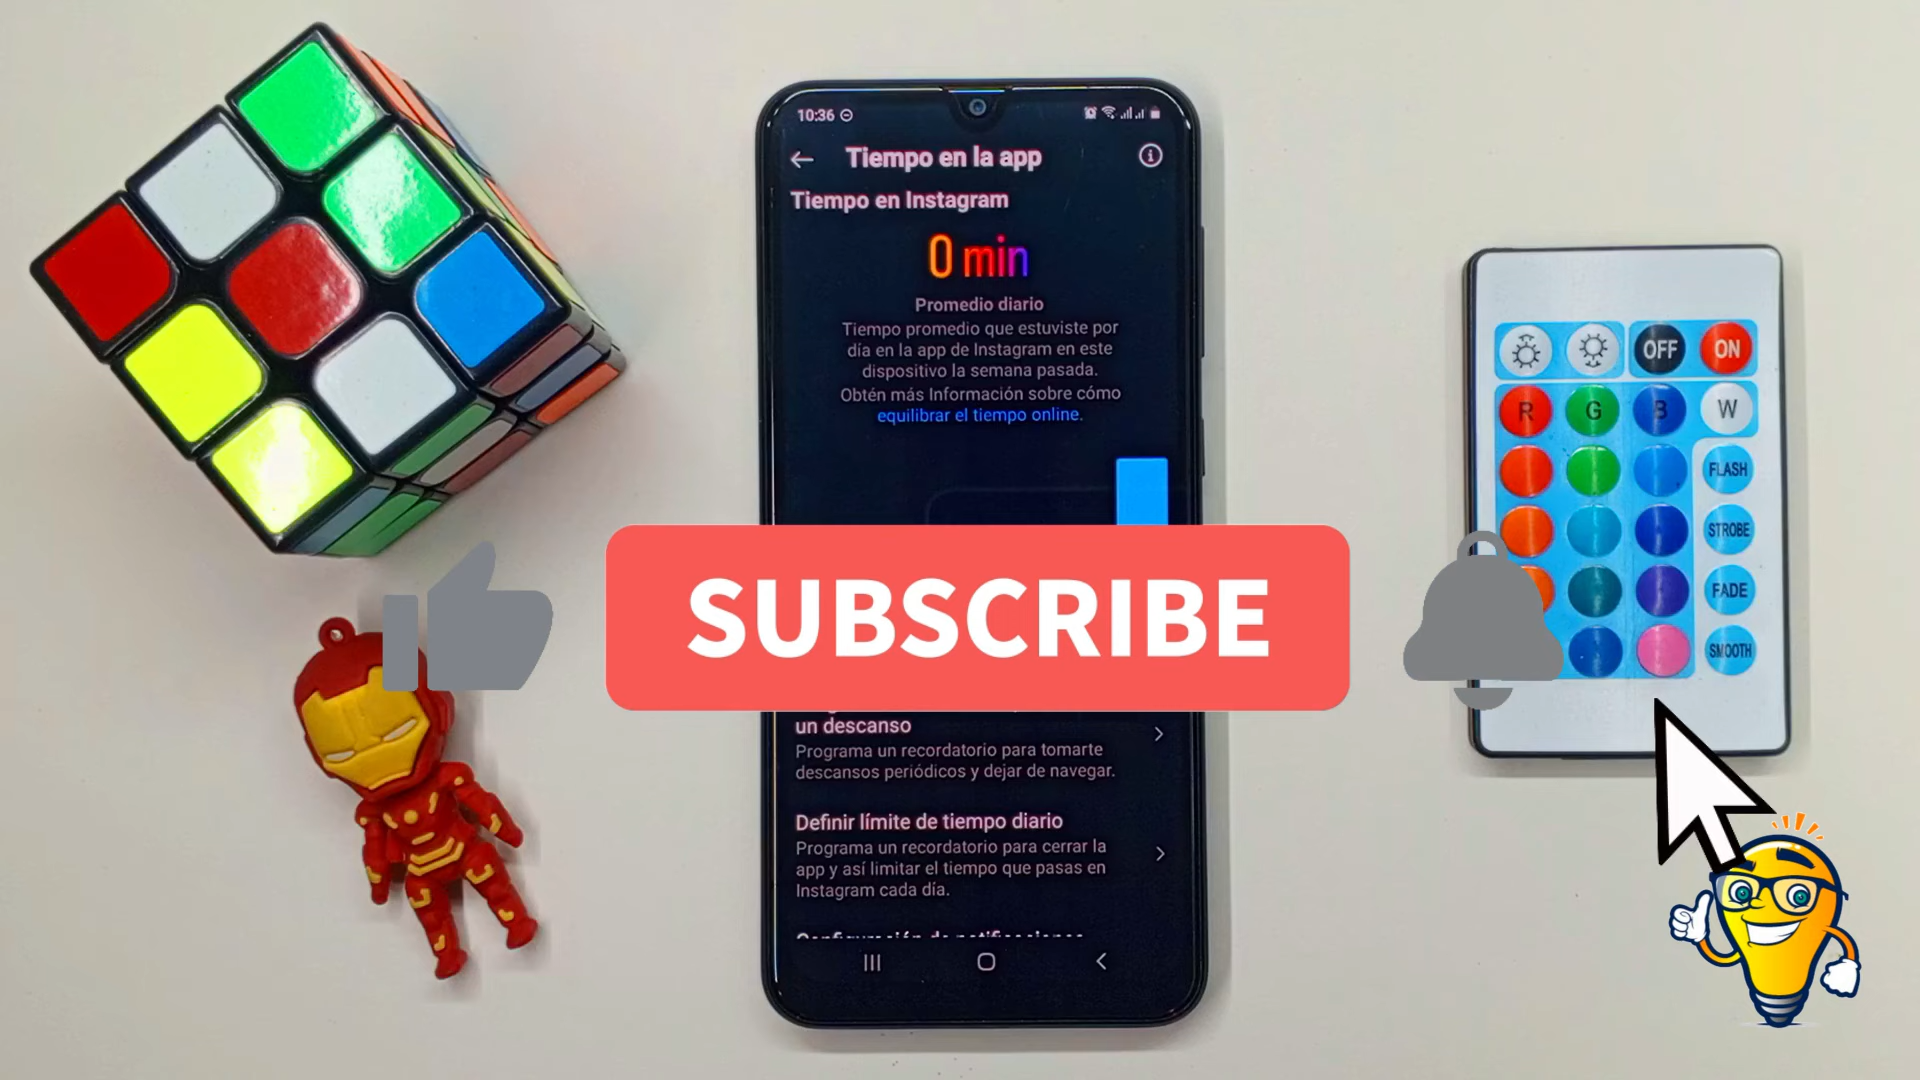 10:36
Tiempo en la app
Tiempo en Instagram
0 min
Promedio diario
Tiempo promedio que estuviste por
día en la app de Instagram en este
dispositivo la semana pasada.
Obtén más Información sobre cómo
equilibrar el tiempo online.
SUBSCRIBE
un descanso
Programa un recordatorio para tomarte
descansos periódicos y dejar de navegar.
Definir límite de tiempo diario
Programa un recordatorio para cerrar la
app y así limitar el tiempo que pasas en
Instagram cada día.
OFF ON
R G B W
FLASH
STROBE
FADE
SMOOTH